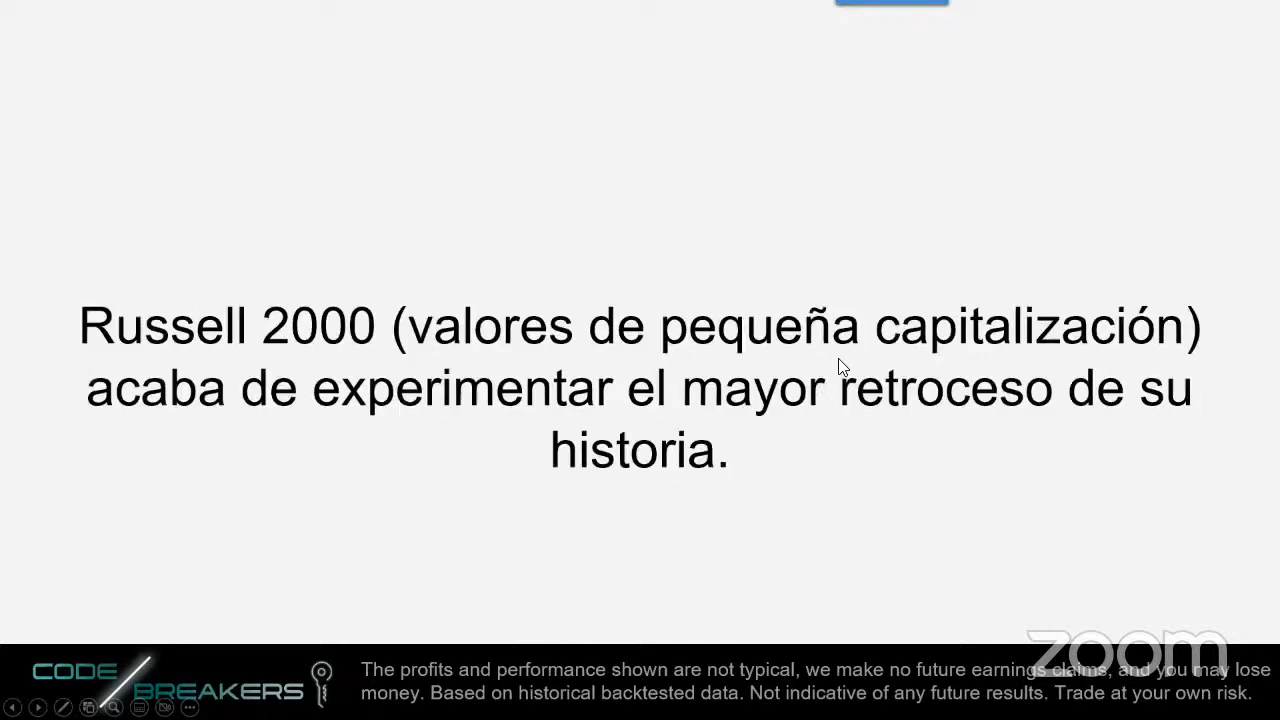 Russell 2000 (valores de pequeña capitalización)
acaba de experimentar el mayor retroceso de su
historia.
zoom
CODE
BREAKERS
The profits and performance shown are not typical, we make no future earnings claims, and you may lose
money. Based on historical backtested data. Not indicative of any future results. Trade at your own risk.